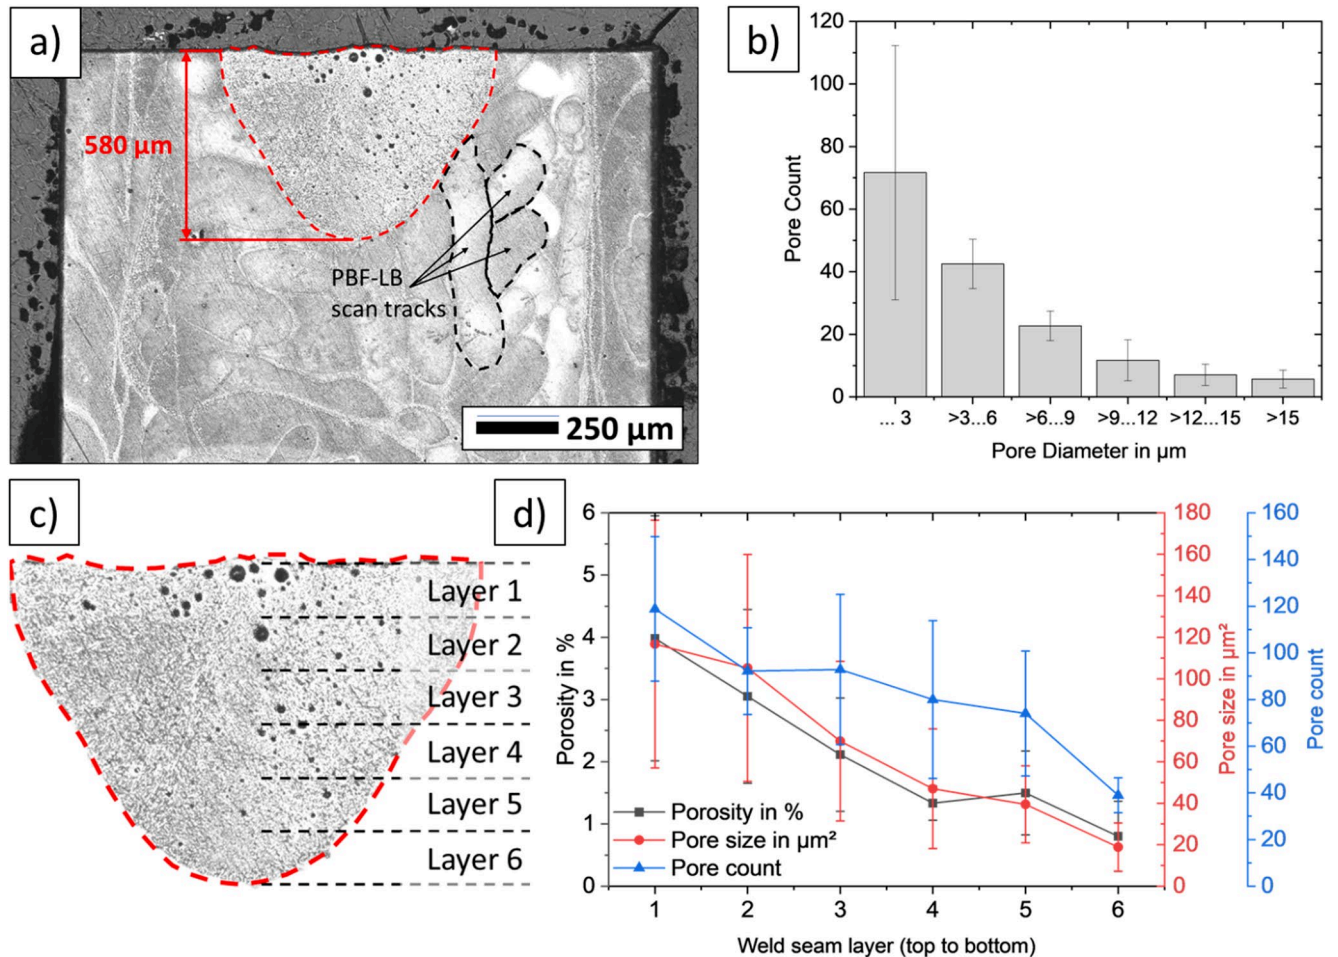 a)
580 µm
PBF-LB
scan tracks
250 µm
b)
120
100
80
60
40
20
0
Pore Count
... 3
>3...6
>6...9
>9...12
>12...15
>15
Pore Diameter in µm
c)
Layer 1
Layer 2
Layer 3
Layer 4
Layer 5
Layer 6
d)
6
5
4
3
2
1
0
Porosity in %
Porosity in %
Pore size in µm²
Pore count
1
2
3
4
5
6
Weld seam layer (top to bottom)
180
160
140
120
100
80
60
40
20
0
Pore size in µm²
160
140
120
100
80
60
40
20
0
Pore count